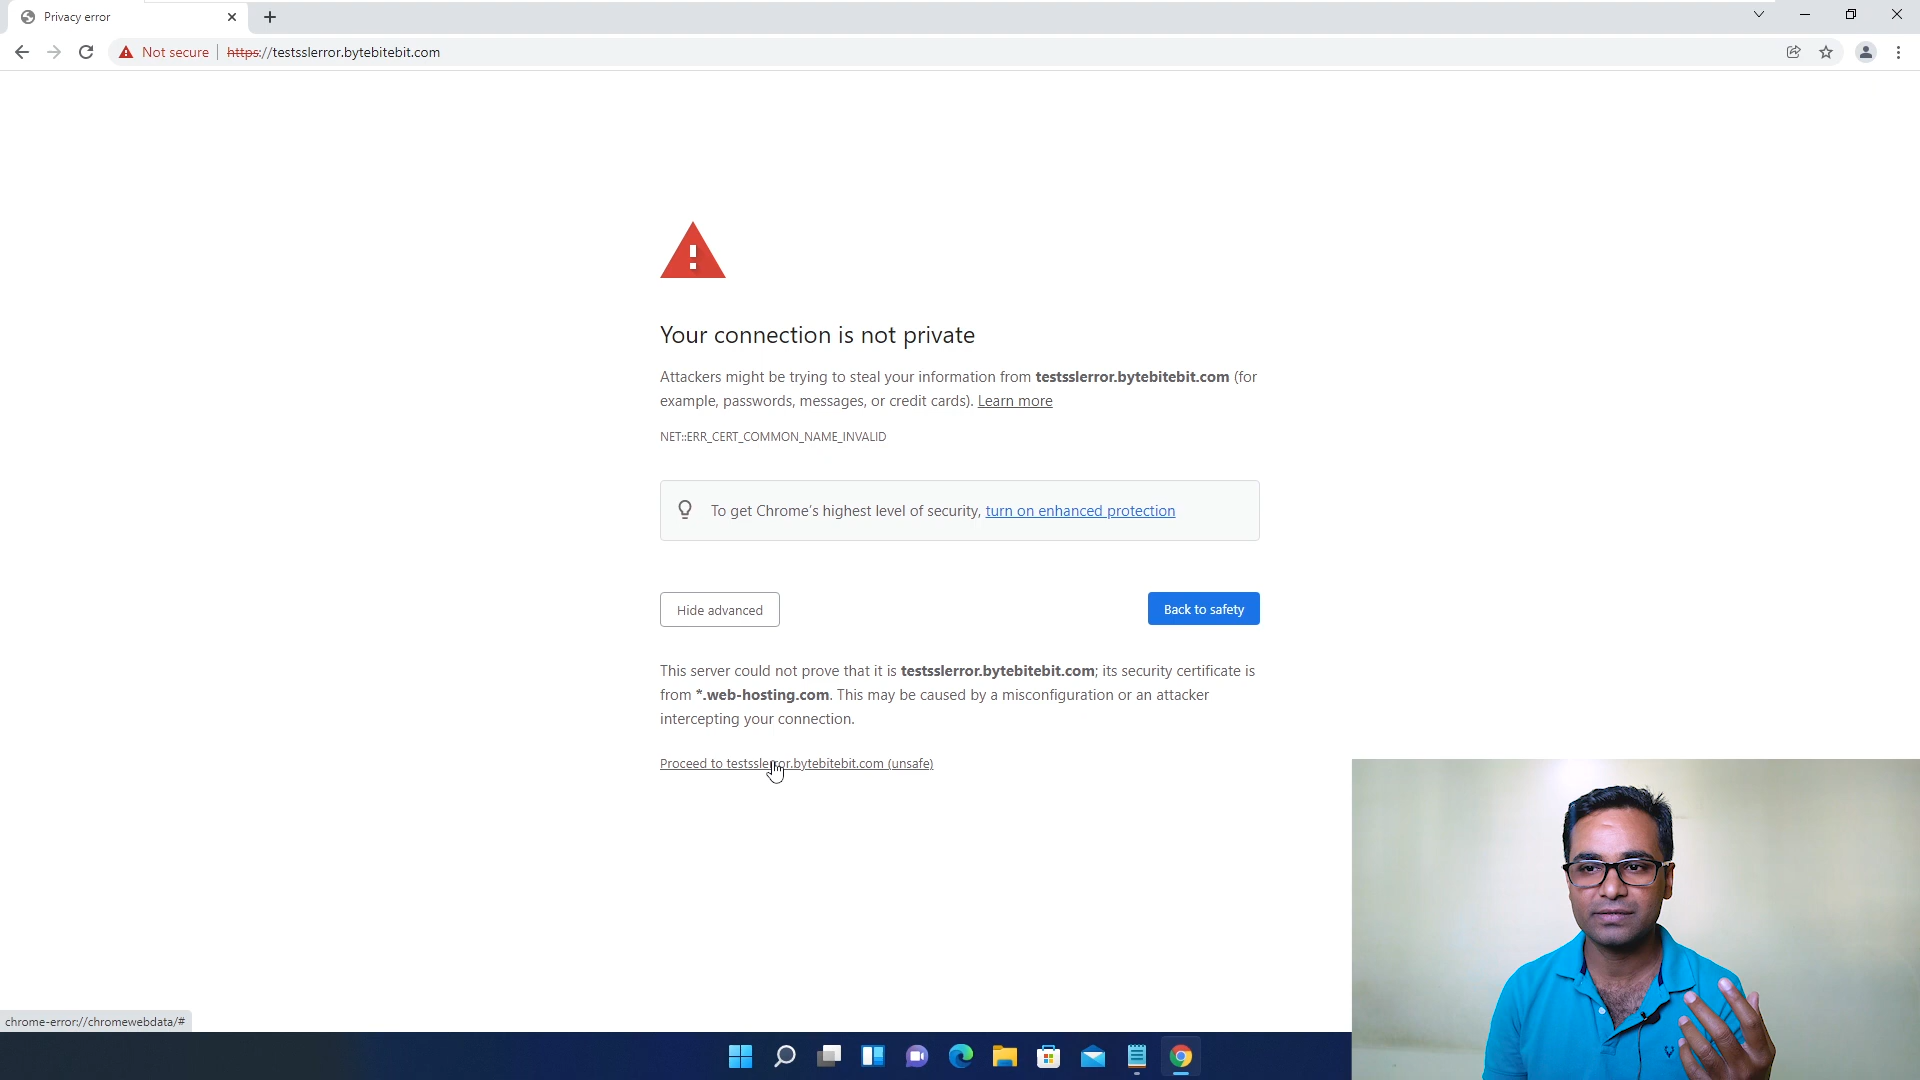 Privacy error
Not secure
https://testsslerror.bytebitebit.com
Your connection is not private
Attackers might be trying to steal your information from testsslerror.bytebitebit.com (for
example, passwords, messages, or credit cards). Learn more
NET::ERR_CERT_COMMON_NAME_INVALID
To get Chrome's highest level of security, turn on enhanced protection
Hide advanced
Back to safety
This server could not prove that it is testsslerror.bytebitebit.com; its security certificate is
from *.web-hosting.com. This may be caused by a misconfiguration or an attacker
intercepting your connection.
Proceed to testsslerror.bytebitebit.com (unsafe)
chrome-error://chromewebdata/#